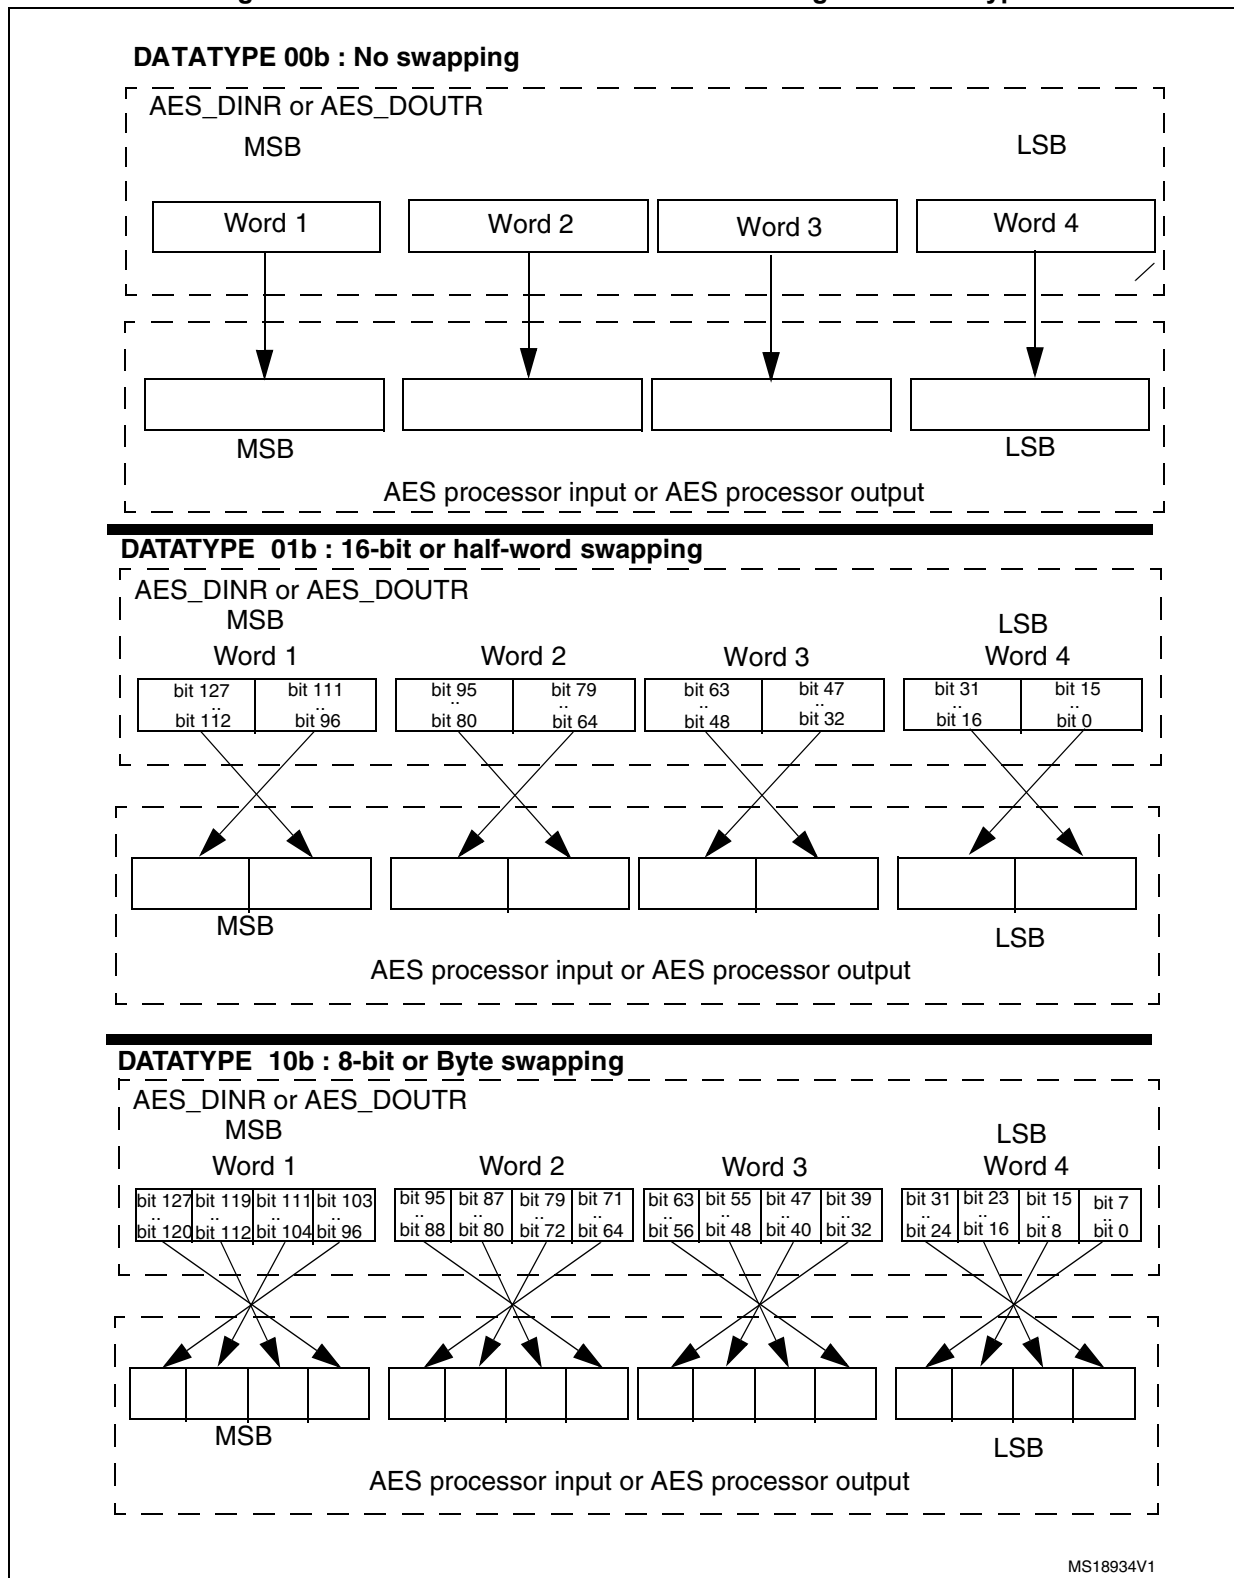 DATATYPE 00b : No swapping
AES_DINR or AES_DOUTR
MSB LSB
Word 1 Word 2 Word 3 Word 4
MSB LSB
AES processor input or AES processor output
DATATYPE 01b : 16-bit or half-word swapping
AES_DINR or AES_DOUTR
MSB LSB
Word 1 Word 2 Word 3 Word 4
bit 127 bit 111 bit 95 bit 79 bit 63 bit 47 bit 31 bit 15
.. .. .. .. .. .. .. ..
bit 112 bit 96 bit 80 bit 64 bit 48 bit 32 bit 16 bit 0
MSB LSB
AES processor input or AES processor output
DATATYPE 10b : 8-bit or Byte swapping
AES_DINR or AES_DOUTR
MSB LSB
Word 1 Word 2 Word 3 Word 4
bit 127 bit 119 bit 111 bit 103 bit 95 bit 87 bit 79 bit 71 bit 63 bit 55 bit 47 bit 39 bit 31 bit 23 bit 15 bit 7
.. .. .. .. .. .. .. .. .. .. .. .. .. .. .. ..
bit 120 bit 112 bit 104 bit 96 bit 88 bit 80 bit 72 bit 64 bit 56 bit 48 bit 40 bit 32 bit 24 bit 16 bit 8 bit 0
MSB LSB
AES processor input or AES processor output
MS18934V1